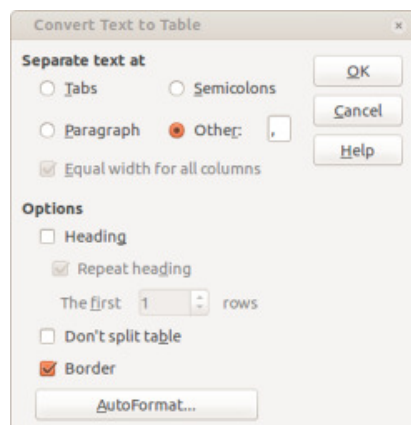 Convert Text to Table
Separate text at
Tabs Semicolons
Paragraph Other: ,
Equal width for all columns
OK
Cancel
Help
Options
Heading
Repeat heading
The first 1 rows
Don't split table
Border
AutoFormat...